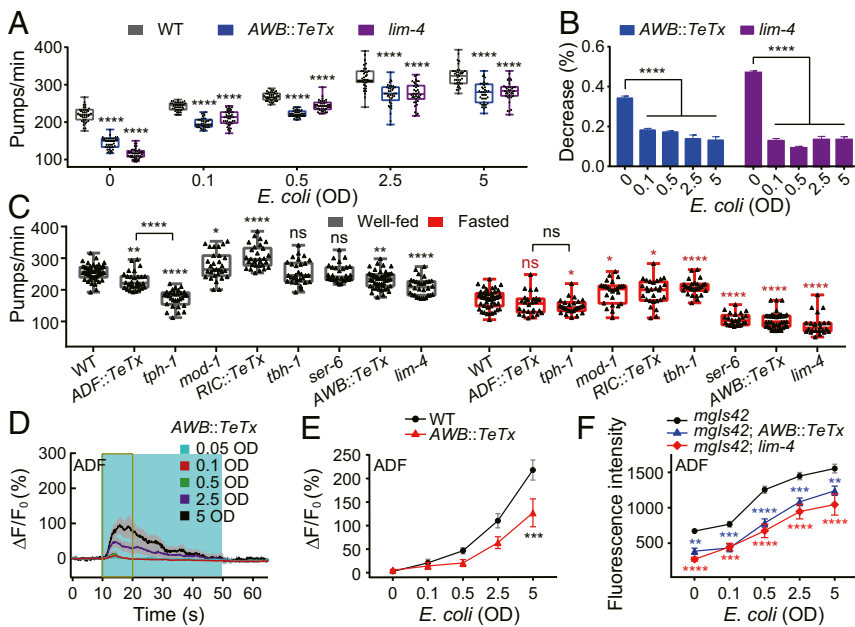 A
WT AWB::TeTx lim-4
Pumps/min
400
300
200
100
**** **** **** **** **** **** **** **** **** ****
0 0.1 0.5 2.5 5
E. coli (OD)
B
AWB::TeTx lim-4
Decrease (%)
0.6
0.4
0.2
0.0
**** ****
0 0.1 0.5 2.5 5 0 0.1 0.5 2.5 5
E. coli (OD)
C
Well-fed Fasted
Pumps/min
400
300
200
100
**** ** **** * **** ns ns ** ****
ns ns * * * **** **** **** ****
WT ADF::TeTx tph-1 mod-1 RIC::TeTx tbh-1 ser-6 AWB::TeTx lim-4
WT ADF::TeTx tph-1 mod-1 RIC::TeTx tbh-1 ser-6 AWB::TeTx lim-4
D
AWB::TeTx
ADF
0.05 OD
0.1 OD
0.5 OD
2.5 OD
5 OD
ΔF/F0 (%)
300
200
100
0
0 10 20 30 40 50 60
Time (s)
E
WT
AWB::TeTx
ADF
ΔF/F0 (%)
250
200
150
100
50
0
***
0 0.1 0.5 2.5 5
E. coli (OD)
F
mgIs42
mgIs42; AWB::TeTx
mgIs42; lim-4
ADF
Fluorescence intensity
1500
1000
500
** *** **** *** **
**** *** **** **** ****
0 0.1 0.5 2.5 5
E. coli (OD)